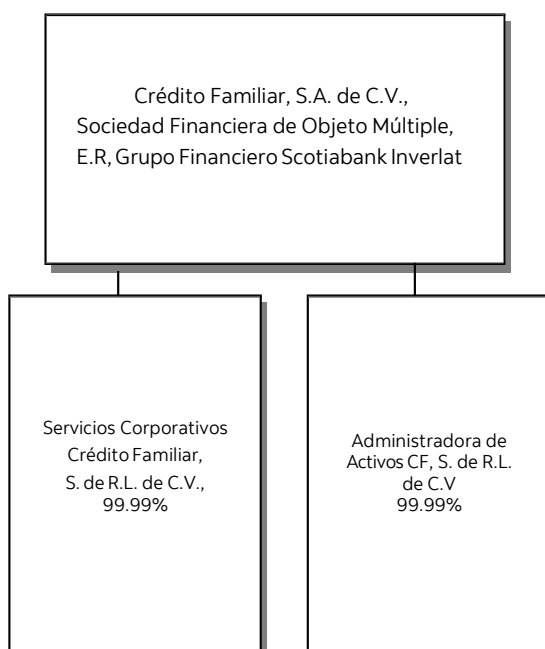 Crédito Familiar, S.A. de C.V.,
Sociedad Financiera de Objeto Múltiple,
E.R, Grupo Financiero Scotiabank Inverlat
Servicios Corporativos
Crédito Familiar,
S. de R.L. de C.V.,
99.99%
Administradora de
Activos CF, S. de R.L.
de C.V
99.99%